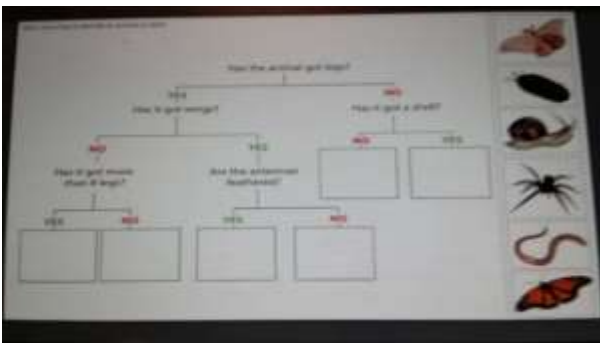 Has the animal got legs?
YES
NO
Has it got wings?
Has it got a shell?
NO
YES
NO
YES
Has it got more
than 8 legs?
Are the antennae
feathered?
YES
NO
YES
NO